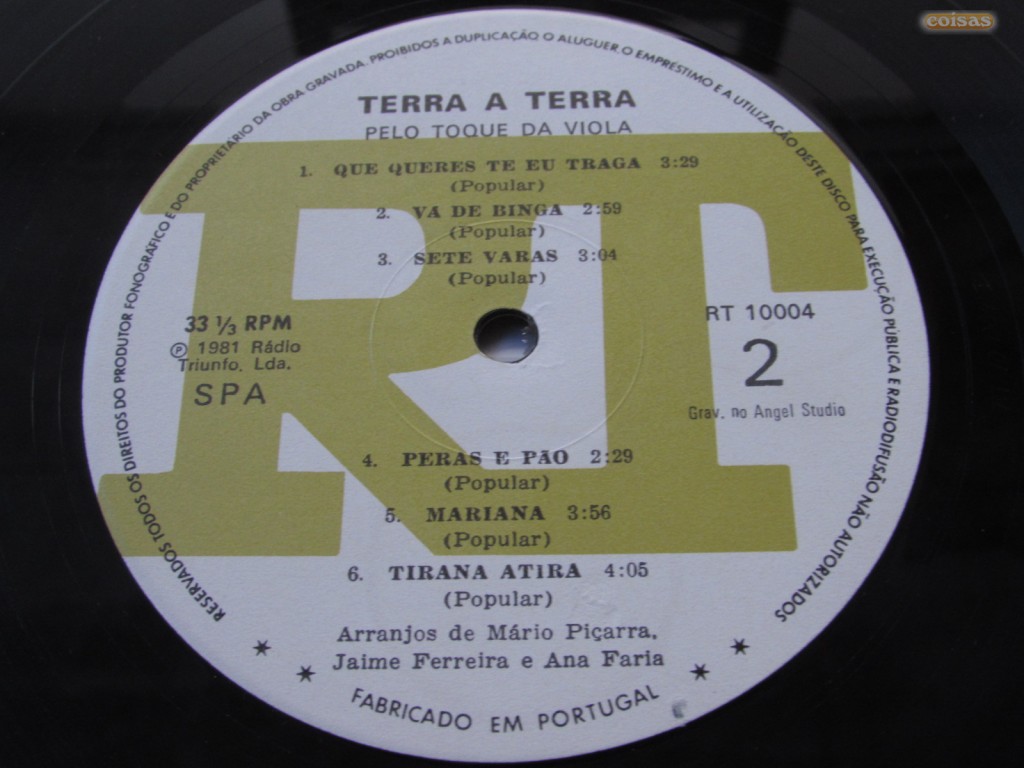 coisas
RESERVADOS TODOS OS DIREITOS DO PRODUTOR FONOGRAFICO E DO PROPRIETARIO DA OBRA GRAVADA. PROIBIDOS A DUPLICAÇÃO O ALUGUER. O EMPRESTIMO E A UTILIZAÇÃO DESTE DISCO PARA EXECUÇÃO PÚBLICA E RADIODIFUSÃO NÃO AUTORIZADOS
TERRA A TERRA
PELO TOQUE DA VIOLA
1. QUE QUERES TE EU TRAGA 3:29
(Popular)
2. VA DE BINGA 2:59
(Popular)
3. SETE VARAS 3:04
(Popular)
33 ⅓ RPM
℗ 1981 Rádio
Triunfo, Lda.
SPA
RT 10004
2
Grav. no Angel Studio
RT
4. PERAS E PÃO 2:29
(Popular)
5. MARIANA 3:56
(Popular)
6. TIRANA ATIRA 4:05
(Popular)
Arranjos de Mário Piçarra,
Jaime Ferreira e Ana Faria
FABRICADO EM PORTUGAL